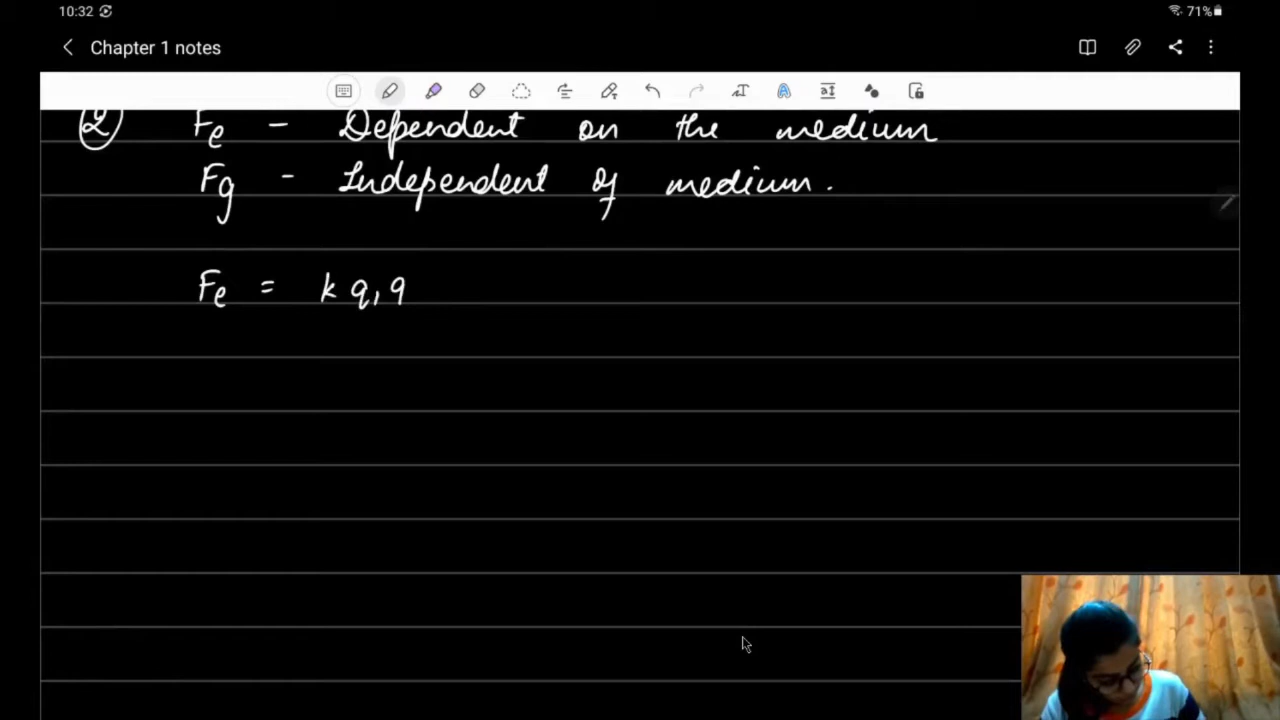 10:32 71%
Chapter 1 notes
② Fe - Dependent on the medium
Fg - Independent of medium.
Fe = k q1 q